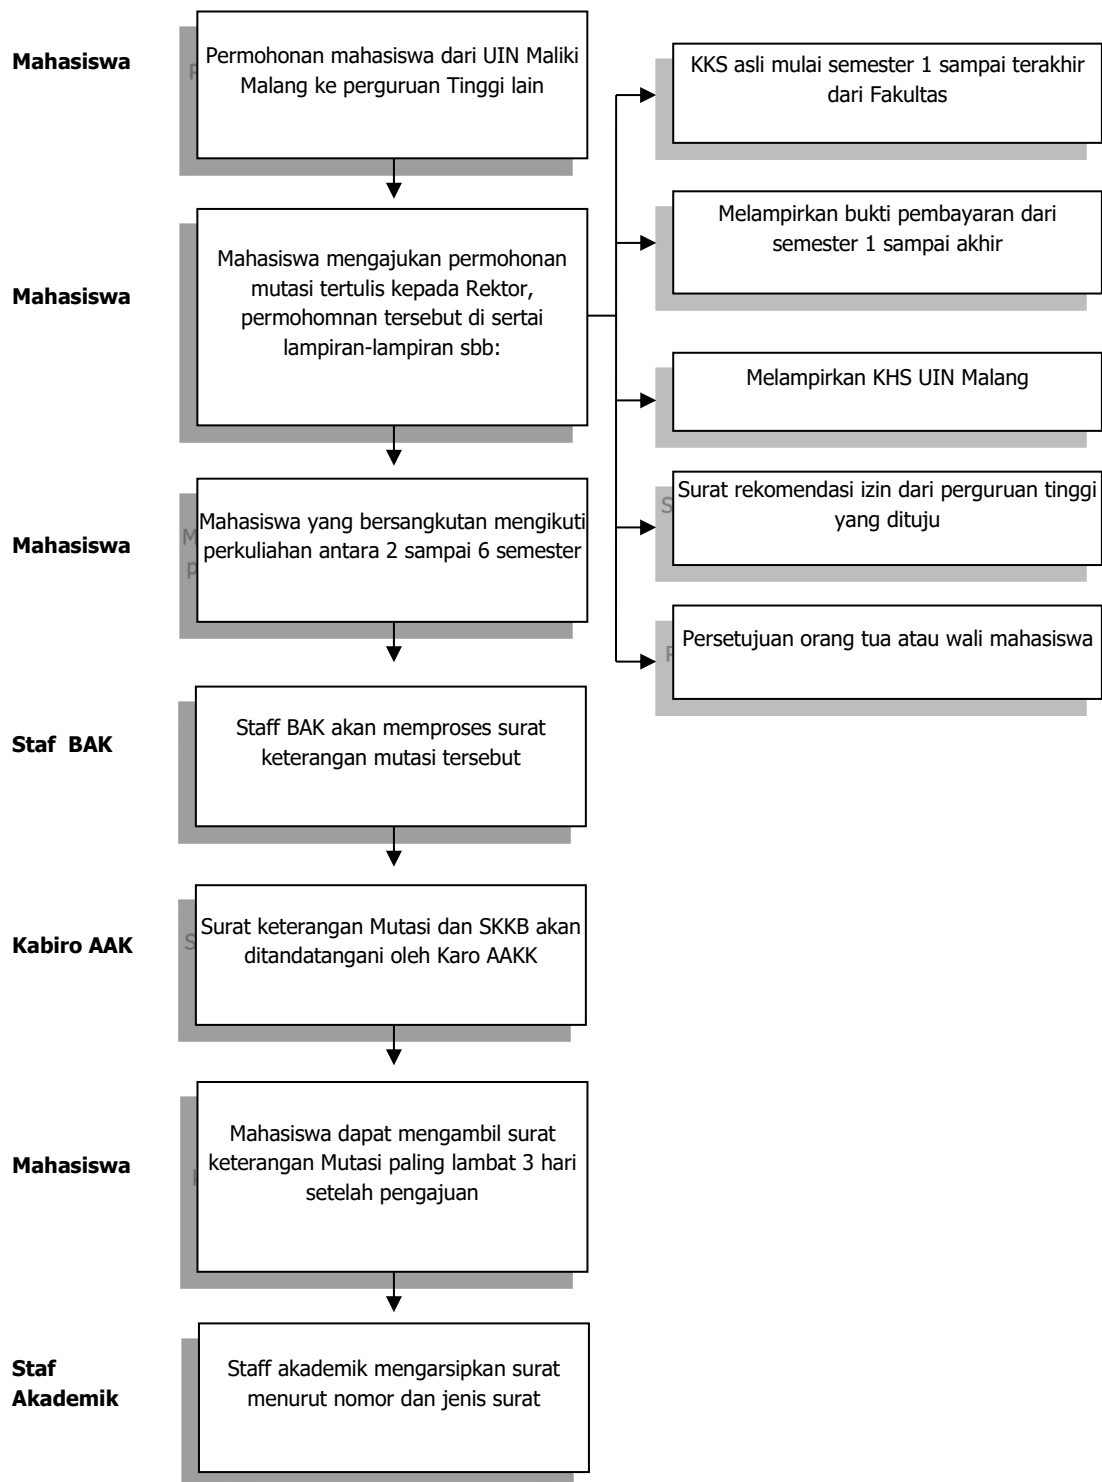 Mahasiswa
Permohonan mahasiswa dari UIN Maliki
Malang ke perguruan Tinggi lain
KKS asli mulai semester 1 sampai terakhir
dari Fakultas
Melampirkan bukti pembayaran dari
semester 1 sampai akhir
Mahasiswa
Mahasiswa mengajukan permohonan
mutasi tertulis kepada Rektor,
permohomnan tersebut di sertai
lampiran-lampiran sbb:
Melampirkan KHS UIN Malang
Surat rekomendasi izin dari perguruan tinggi
yang dituju
Mahasiswa
Mahasiswa yang bersangkutan mengikuti
perkuliahan antara 2 sampai 6 semester
Persetujuan orang tua atau wali mahasiswa
Staf BAK
Staff BAK akan memproses surat
keterangan mutasi tersebut
Kabiro AAK
Surat keterangan Mutasi dan SKKB akan
ditandatangani oleh Karo AAKK
Mahasiswa
Mahasiswa dapat mengambil surat
keterangan Mutasi paling lambat 3 hari
setelah pengajuan
Staf
Akademik
Staff akademik mengarsipkan surat
menurut nomor dan jenis surat